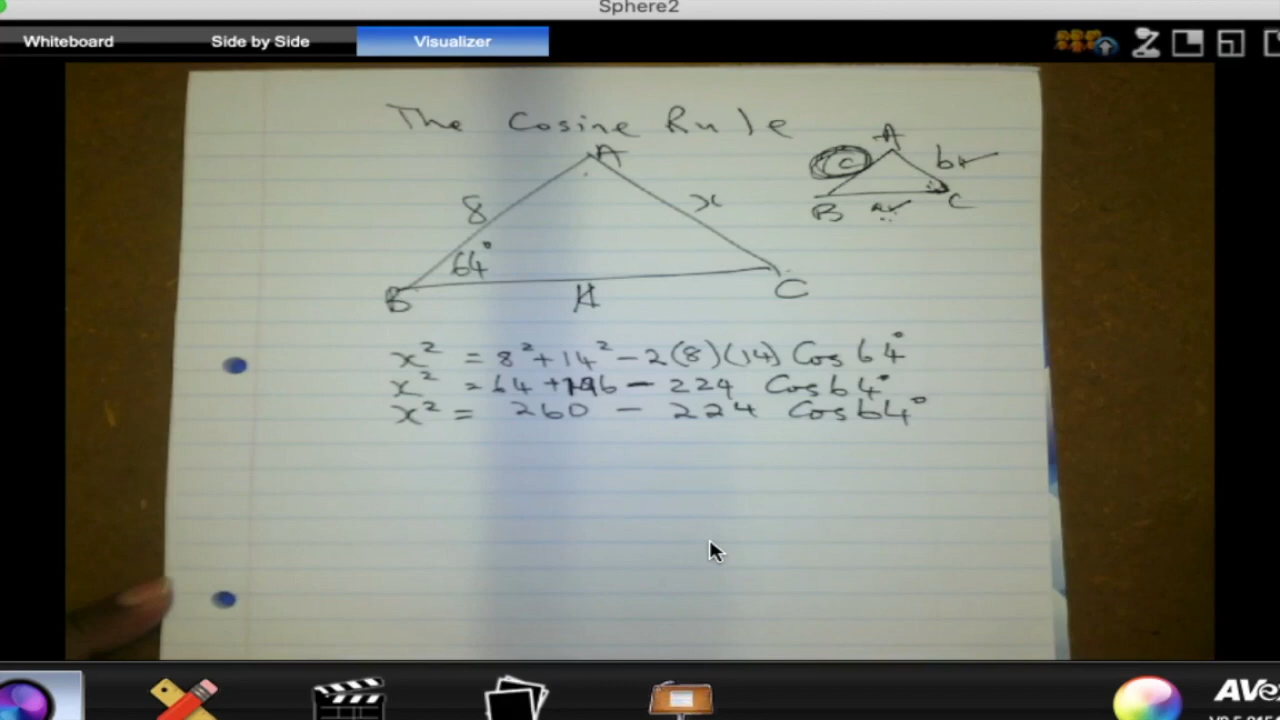 Sphere2
Whiteboard Side by Side Visualizer
The Cosine Rule
A
8
x
64°
B
14
C
A
c
b
B
a
C
x² = 8² + 14² - 2(8)(14) Cos 64°
x² = 64 + 196 - 224 Cos 64°
x² = 260 - 224 Cos 64°